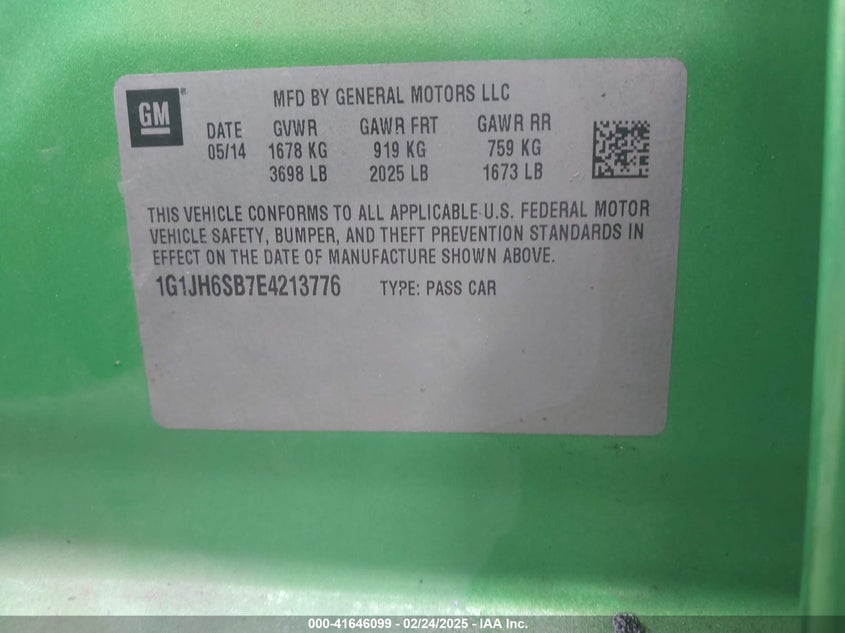 MFD BY GENERAL MOTORS LLC
GM®
DATE GVWR GAWR FRT GAWR RR
05/14 1678 KG 919 KG 759 KG
3698 LB 2025 LB 1673 LB
THIS VEHICLE CONFORMS TO ALL APPLICABLE U.S. FEDERAL MOTOR
VEHICLE SAFETY, BUMPER, AND THEFT PREVENTION STANDARDS IN
EFFECT ON THE DATE OF MANUFACTURE SHOWN ABOVE.
1G1JH6SB7E4213776 TYPE: PASS CAR
000-41646099 - 02/24/2025 - IAA Inc.